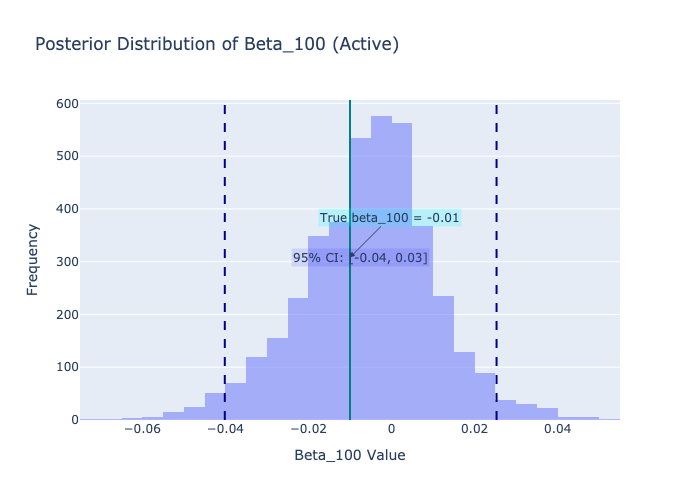 Posterior Distribution of Beta_100 (Active)
600
500
400
300
200
100
0
Frequency
True beta_100 = -0.01
95% CI: [-0.04, 0.03]
−0.06
−0.04
−0.02
0
0.02
0.04
Beta_100 Value